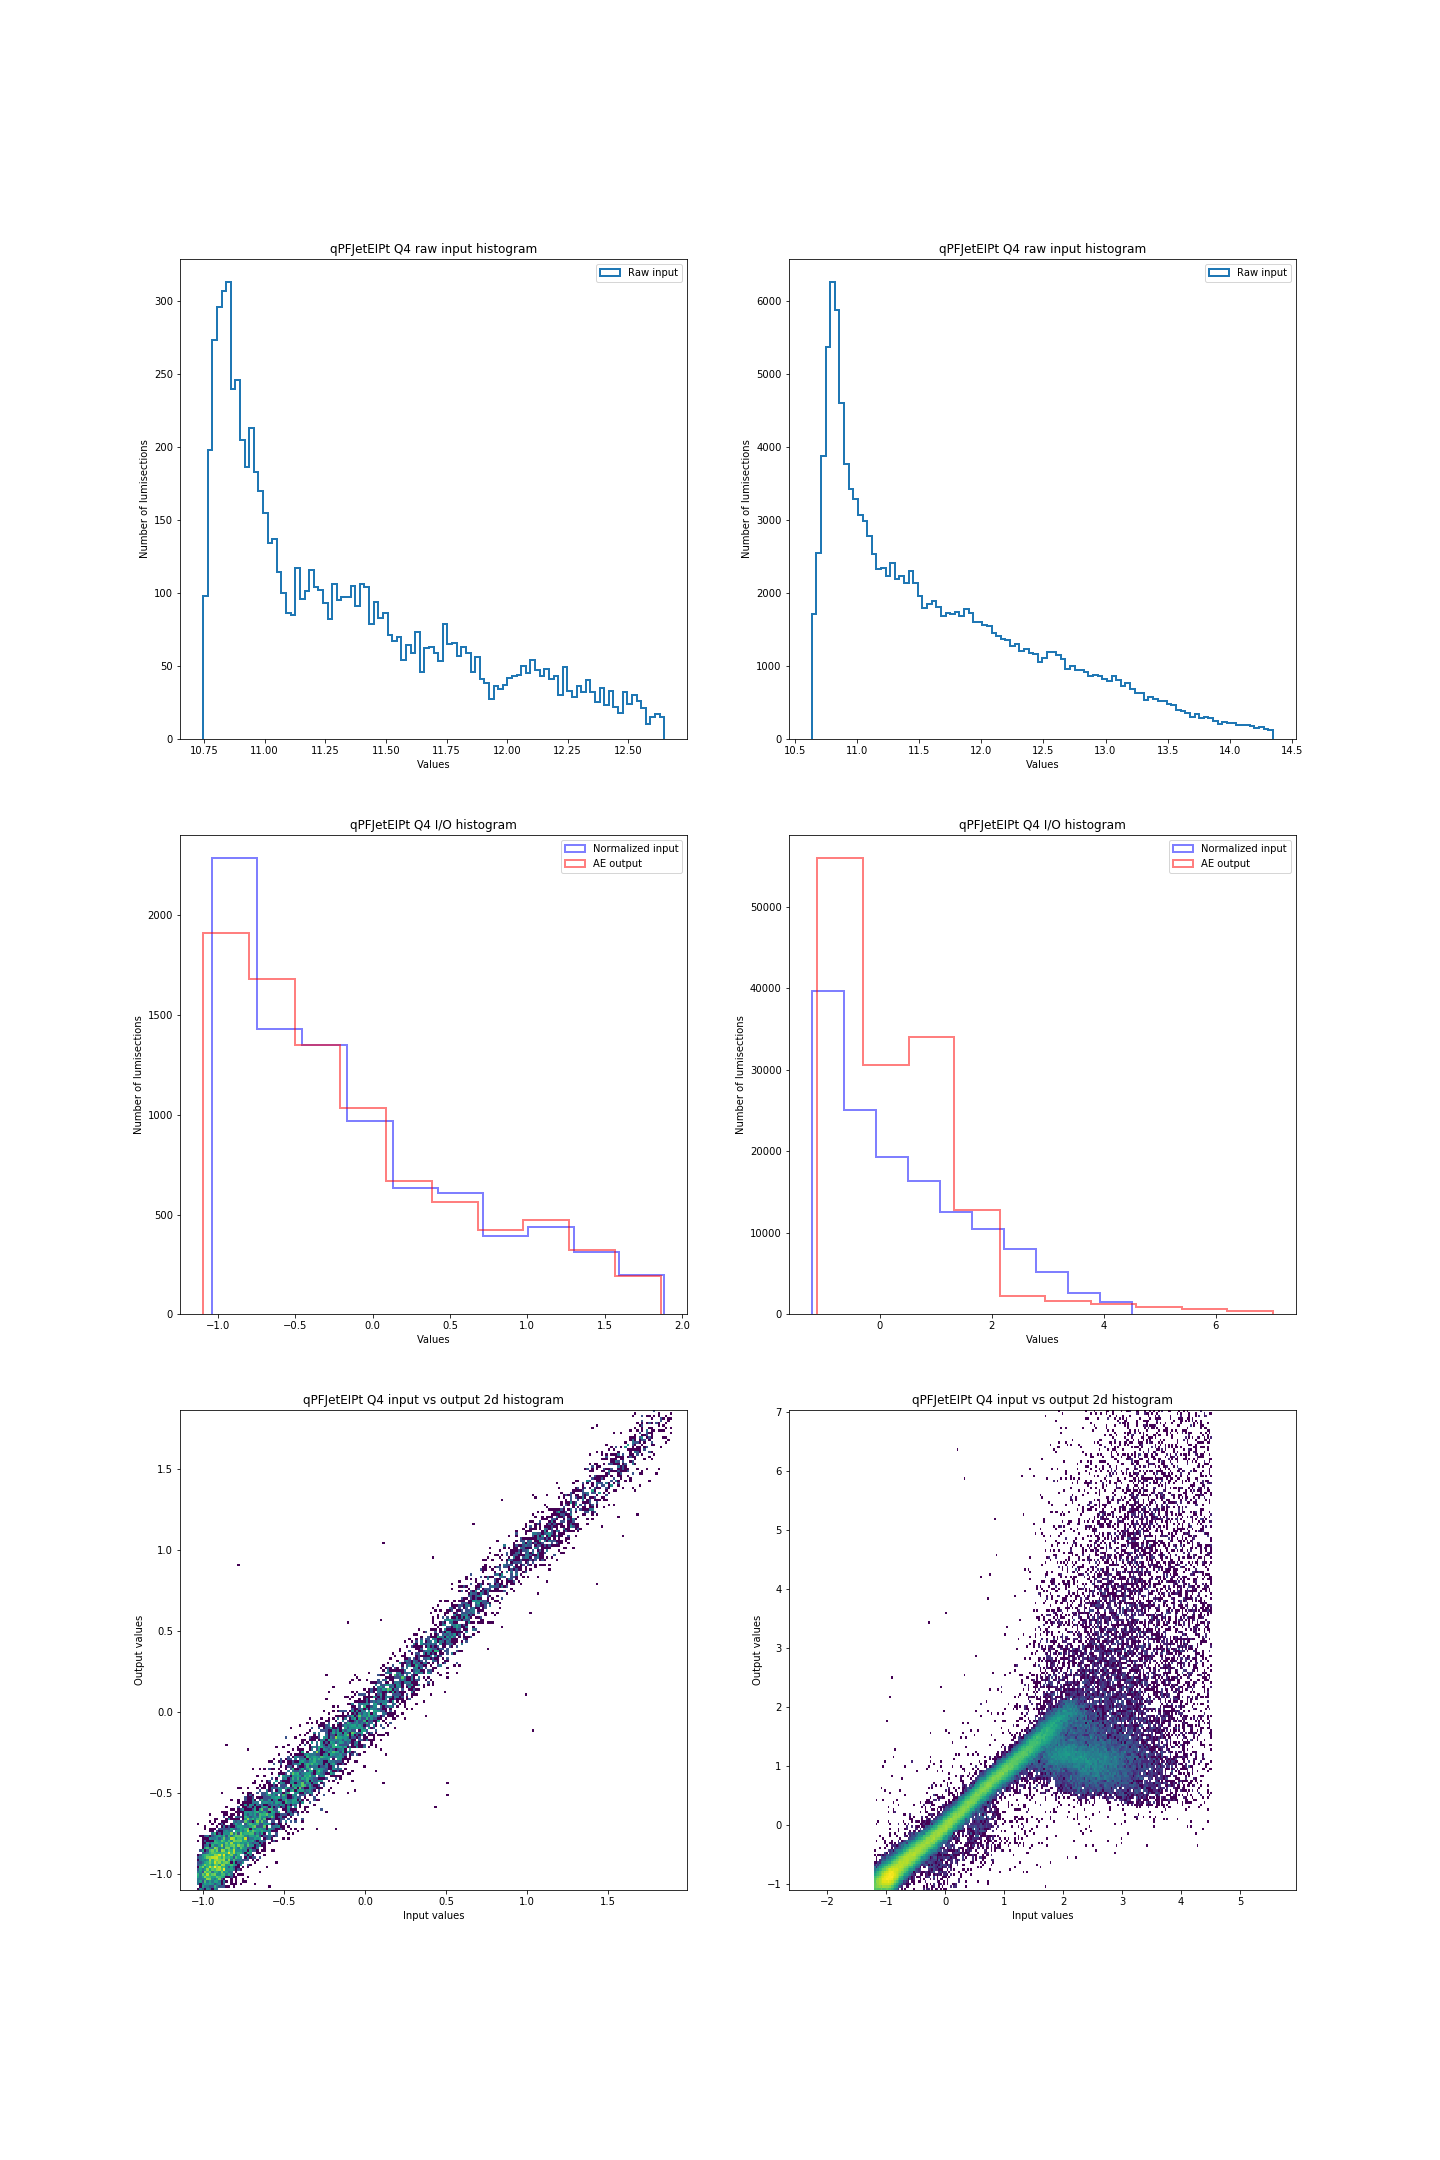 qPFJetEIPt Q4 raw input histogram
Raw input
Number of lumisections
300
250
200
150
100
50
0
10.75 11.00 11.25 11.50 11.75 12.00 12.25 12.50
Values
qPFJetEIPt Q4 raw input histogram
Raw input
Number of lumisections
6000
5000
4000
3000
2000
1000
0
10.5 11.0 11.5 12.0 12.5 13.0 13.5 14.0 14.5
Values
qPFJetEIPt Q4 I/O histogram
Normalized input
AE output
Number of lumisections
2000
1500
1000
500
0
−1.0 −0.5 0.0 0.5 1.0 1.5 2.0
Values
qPFJetEIPt Q4 I/O histogram
Normalized input
AE output
Number of lumisections
50000
40000
30000
20000
10000
0
0 2 4 6
Values
qPFJetEIPt Q4 input vs output 2d histogram
Output values
1.5
1.0
0.5
0.0
−0.5
−1.0
−1.0 −0.5 0.0 0.5 1.0 1.5
Input values
qPFJetEIPt Q4 input vs output 2d histogram
Output values
7
6
5
4
3
2
1
0
−1
−2 −1 0 1 2 3 4 5
Input values